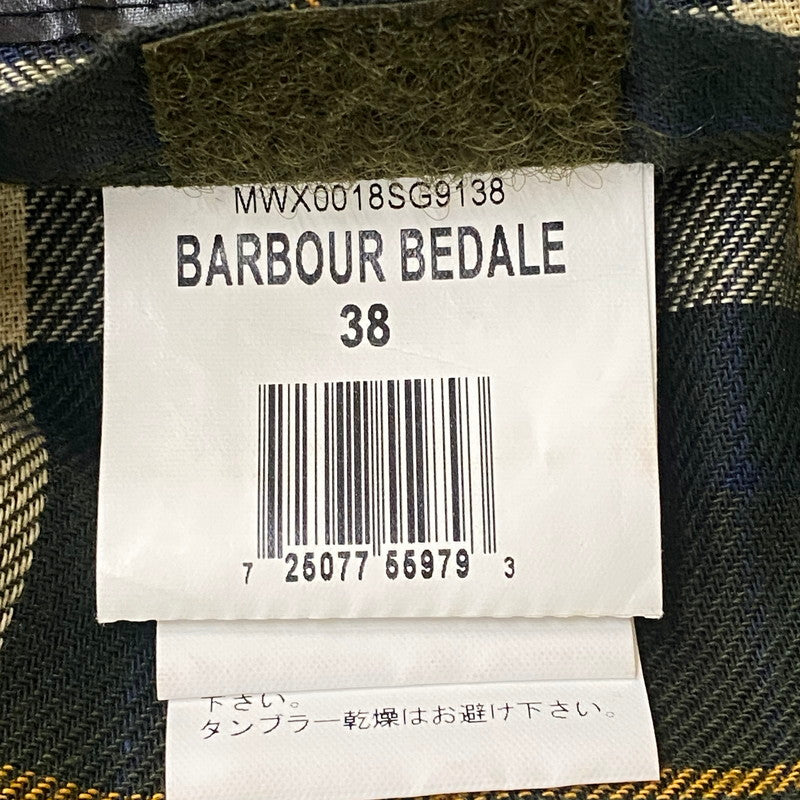 MWX0018SG9138
BARBOUR BEDALE
38
7 25077 55979 3
下さい。
タンブラー乾燥はお避け下さい。